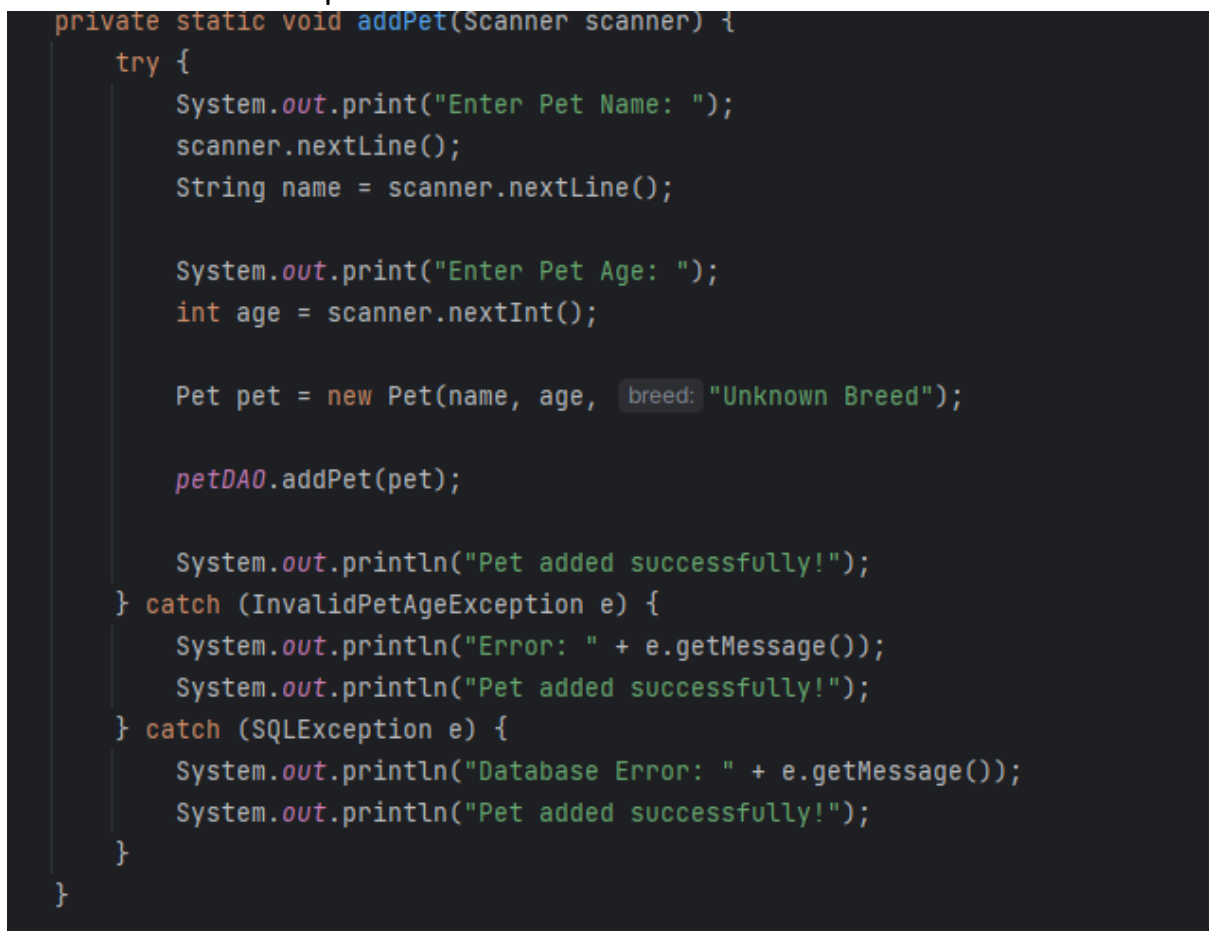 private static void addPet(Scanner scanner) {
try {
System.out.print("Enter Pet Name: ");
scanner.nextLine();
String name = scanner.nextLine();
System.out.print("Enter Pet Age: ");
int age = scanner.nextInt();
Pet pet = new Pet(name, age, breed: "Unknown Breed");
petDAO.addPet(pet);
System.out.println("Pet added successfully!");
} catch (InvalidPetAgeException e) {
System.out.println("Error: " + e.getMessage());
System.out.println("Pet added successfully!");
} catch (SQLException e) {
System.out.println("Database Error: " + e.getMessage());
System.out.println("Pet added successfully!");
}
}